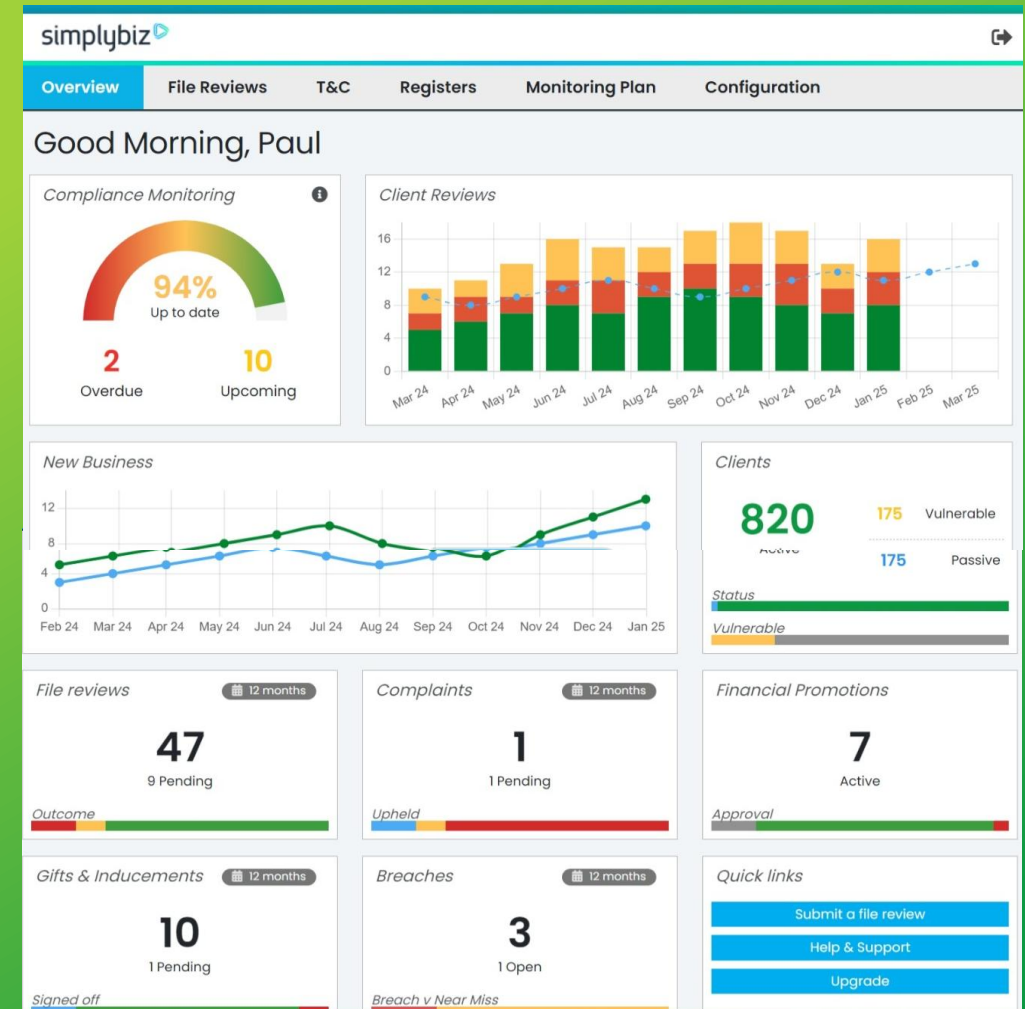 simplybiz
Overview File Reviews T&C Registers Monitoring Plan Configuration
Good Morning, Paul
Compliance Monitoring
94%
Up to date
2
Overdue
10
Upcoming
Client Reviews
16
12
8
4
0
Mar 24 Apr 24 May 24 Jun 24 Jul 24 Aug 24 Sep 24 Oct 24 Nov 24 Dec 24 Jan 25 Feb 25 Mar 25
New Business
12
8
4
0
Feb 24 Mar 24 Apr 24 May 24 Jun 24 Jul 24 Aug 24 Sep 24 Oct 24 Nov 24 Dec 24 Jan 25
Clients
820
175 Vulnerable
175 Passive
Status
Vulnerable
File reviews 12 months
47
9 Pending
Outcome
Complaints 12 months
1
1 Pending
Upheld
Financial Promotions
7
Active
Approval
Gifts & Inducements 12 months
10
1 Pending
Signed off
Breaches 12 months
3
1 Open
Breach v Near Miss
Quick links
Submit a file review
Help & Support
Upgrade